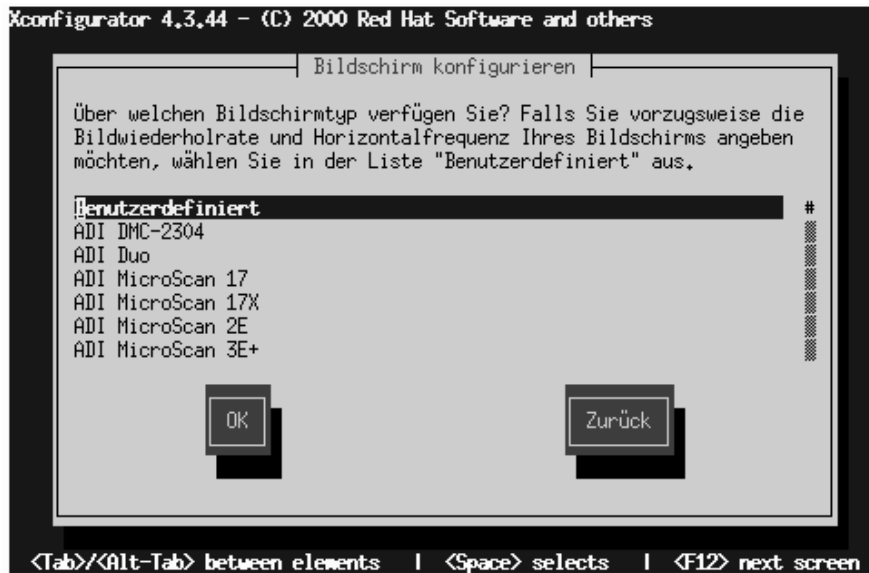 Xconfigurator 4.3.44 - (C) 2000 Red Hat Software and others
Bildschirm konfigurieren
Über welchen Bildschirmtyp verfügen Sie? Falls Sie vorzugsweise die
Bildwiederholrate und Horizontalfrequenz Ihres Bildschirms angeben
möchten, wählen Sie in der Liste "Benutzerdefiniert" aus.
Benutzerdefiniert #
ADI DMC-2304
ADI Duo
ADI MicroScan 17
ADI MicroScan 17X
ADI MicroScan 2E
ADI MicroScan 3E+
OK Zurück
<Tab>/<Alt-Tab> between elements | <Space> selects | <F12> next screen